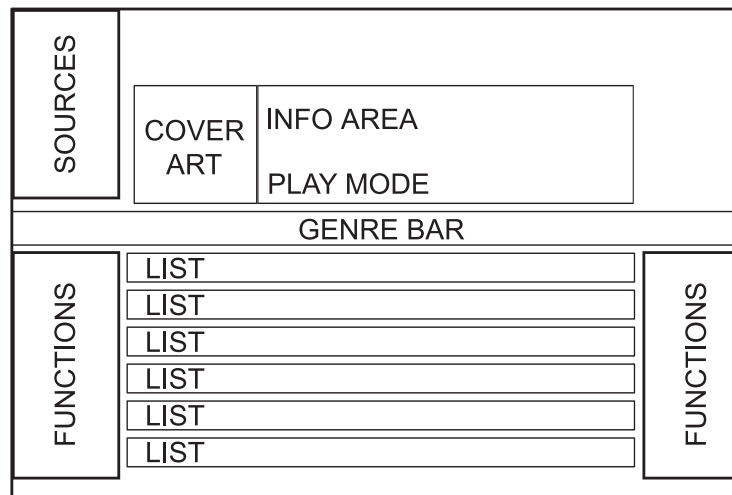 SOURCES
COVER
ART
INFO AREA
PLAY MODE
GENRE BAR
FUNCTIONS
LIST
LIST
LIST
LIST
LIST
LIST
FUNCTIONS